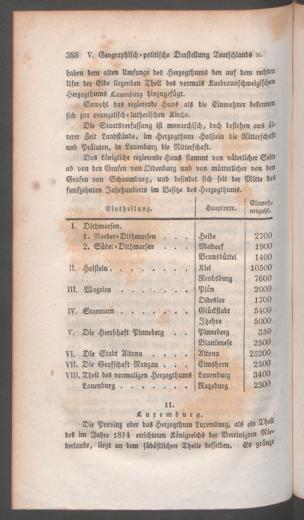 388 V. Geographisch-politische Darstellung Teutschlands ꝛc.
haben dem alten Umfange des Herzogthums den auf dem rechten
Ufer der Elbe liegenden Theil des vormals Kurbraunschweigischen
Herzogthums Lauenburg hinzugefügt.
Sowohl das regierende Haus als die Einwohner bekennen
sich zur evangelisch-lutherischen Kirche.
Die Staatsverfassung ist monarchisch, doch bestehen aus äl-
terer Zeit Landstände, im Herzogthume Holstein die Ritterschaft
und Prälaten, in Lauenburg die Ritterschaft.
Das königliche regierende Haus stammt von väterlicher Seite
ab von den Grafen von Oldenburg und von mütterlicher von den
Grafen von Schaumburg, und befindet sich seit der Mitte des
funfzehnten Jahrhunderts im Besitze des Herzogthums.
Eintheilung. Hauptorte. Einwoh-
nerzahl.
I. Dithmarsen.
1. Norder-Dithmarsen . . . Heide 2700
2. Süder-Dithmarsen . . . Meldorf 1900
Brunsbüttel 1400
II. Holstein . . . . . . . Kiel 10500
Rendsburg 7600
III. Wagrien . . . . . . . Plön 2000
Oldesloe 1700
IV. Stormarn . . . . . . Glückstadt 5400
Itzehoe 5000
V. Die Herrschaft Pinneberg . . Pinneberg 350
Blankenese 2500
VI. Die Stadt Altona . . . . Altona 25200
VII. Die Grafschaft Ranzau . . . Elmshorn 2500
VIII. Theil des vormaligen Herzogthums Lauenburg 3400
Lauenburg . . . . . . . Ratzeburg 2300
11.
Luxemburg.
Die Provinz oder das Herzogthum Luxemburg, als ein Theil
des im Jahre 1814 errichteten Königreichs der Vereinigten Nie-
derlande, liegt an dem südöstlichen Theile desselben. Es gränzt